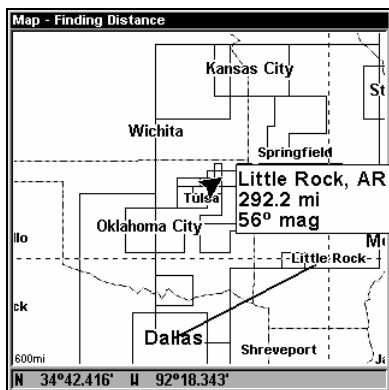 Map - Finding Distance
Kansas City
St
Wichita
Springfield
Little Rock, AR
292.2 mi
56º mag
Tulsa
Oklahoma City
llo
M
Little Rock
ck
Dallas
Shreveport
600mi
Ja
N 34º42.416' W 92º18.343'